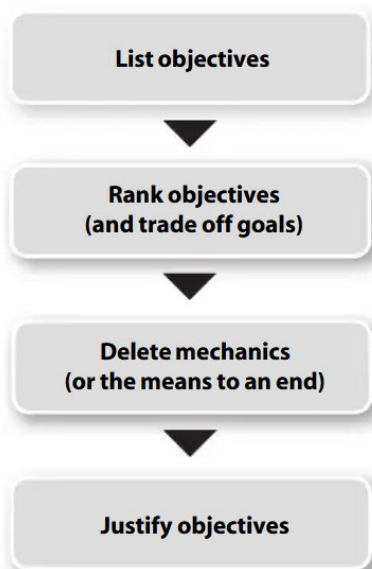 List objectives
Rank objectives
(and trade off goals)
Delete mechanics
(or the means to an end)
Justify objectives